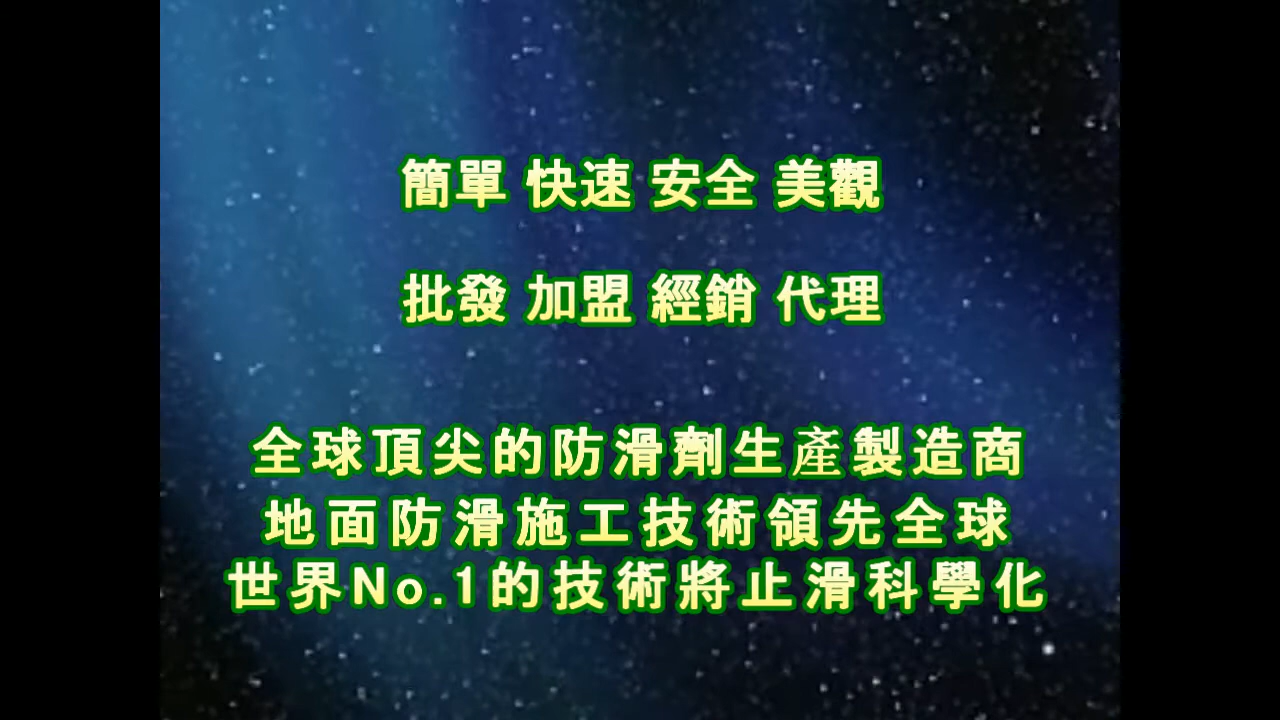 簡單 快速 安全 美觀
批發 加盟 經銷 代理
全球頂尖的防滑劑生產製造商
地面防滑施工技術領先全球
世界No.1的技術將止滑科學化